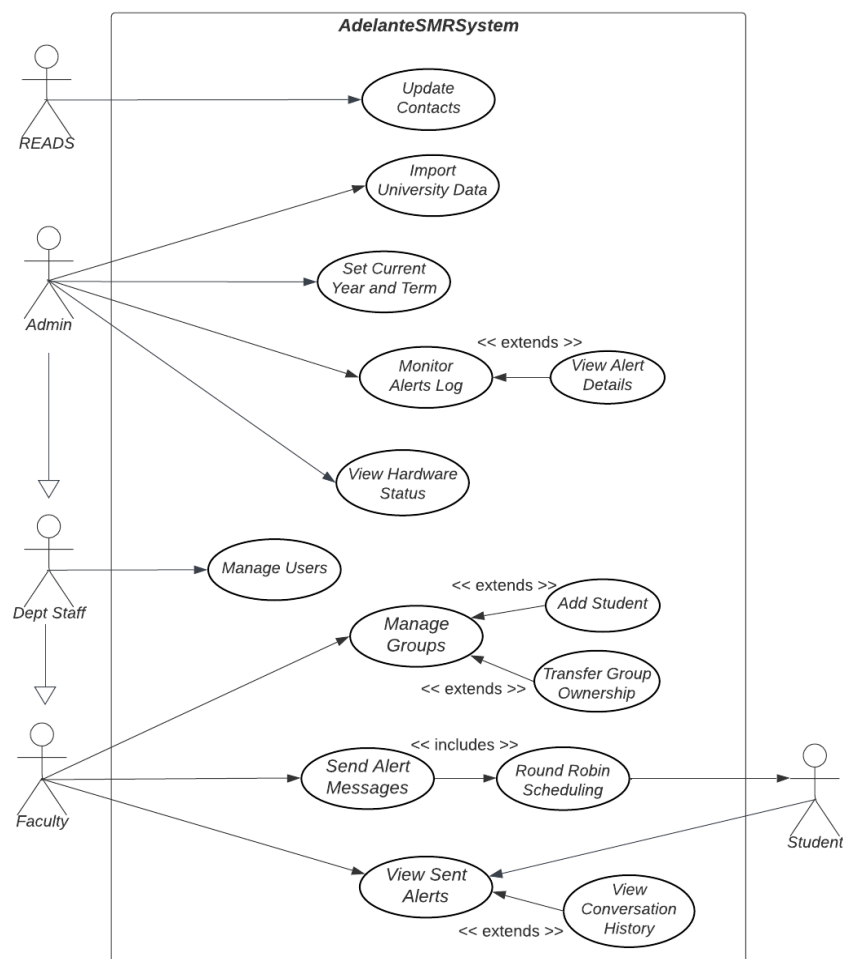 AdelanteSMRSystem
READS
Update
Contacts
Import
University Data
Admin
Set Current
Year and Term
<< extends >>
Monitor
Alerts Log
View Alert
Details
View Hardware
Status
Dept Staff
Manage Users
<< extends >>
Add Student
Manage
Groups
<< extends >>
Transfer Group
Ownership
Faculty
<< includes >>
Send Alert
Messages
Round Robin
Scheduling
Student
View Sent
Alerts
<< extends >>
View
Conversation
History